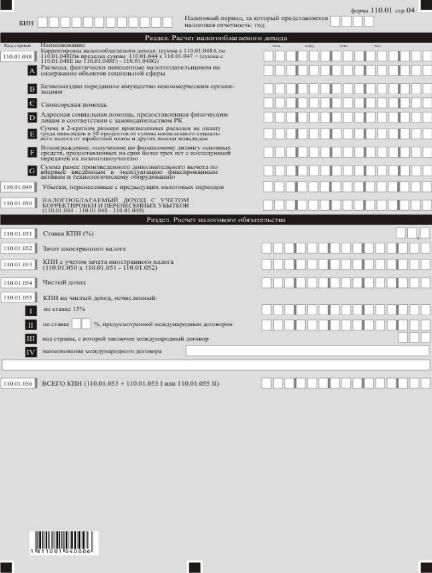 форма 110.01 стр. 04
БИН
Налоговый период, за который представляется
налоговая отчетность: год
Раздел. Расчет налогооблагаемого дохода
Код строки Наименование
110.01.048 Корректировка налогооблагаемого дохода (сумма с 110.01.048А по
110.01.048D)в пределах суммы 110.01.044 х 110.01.047 + (сумма с
110.01.048Е по 110.01.048F) - 110.01.048G)
A Расходы, фактически понесенные налогоплательщиком на
содержание объектов социальной сферы
B Безвозмездно переданное имущество некоммерческим органи-
зациям
C Спонсорская помощь
D Адресная социальная помощь, предоставленная физическим
лицам в соответствии с законодательством РК
E Сумма в 2-кратном размере произведенных расходов на оплату
труда инвалидов и 50 процентов от суммы начисленного социаль-
ного налога от заработной платы и других выплат инвалидам
F Вознаграждение, полученное по финансовому лизингу основных
средств, предоставленных на срок более трех лет с последующей
передачей их лизингополучателю
G Сумма ранее произведенного дополнительного вычета по
впервые введенным в эксплуатацию фиксированным
активам и технологическому оборудованию
110.01.049 Убытки, перенесенные с предыдущих налоговых периодов
110.01.050 НАЛОГООБЛАГАЕМЫЙ ДОХОД С УЧЕТОМ
КОРРЕКТИРОВКИ И ПЕРЕНЕСЕННЫХ УБЫТКОВ
(110.01.044 - 110.01.048 - 110.01.049)
Раздел. Расчет налогового обязательства
110.01.051 Ставка КПН (%)
110.01.052 Зачет иностранного налога
110.01.053 КПН с учетом зачета иностранного налога
(110.01.050 х 110.01.051 - 110.01.052)
110.01.054 Чистый доход
110.01.055 КПН на чистый доход, исчисленный:
I по ставке 15%
II по ставке %, предусмотренной международным договором
III код страны, с которой заключен международный договор
IV наименование международного договора
110.01.056 ВСЕГО КПН (110.01.053 + 110.01.055 I или 110.01.055 II)